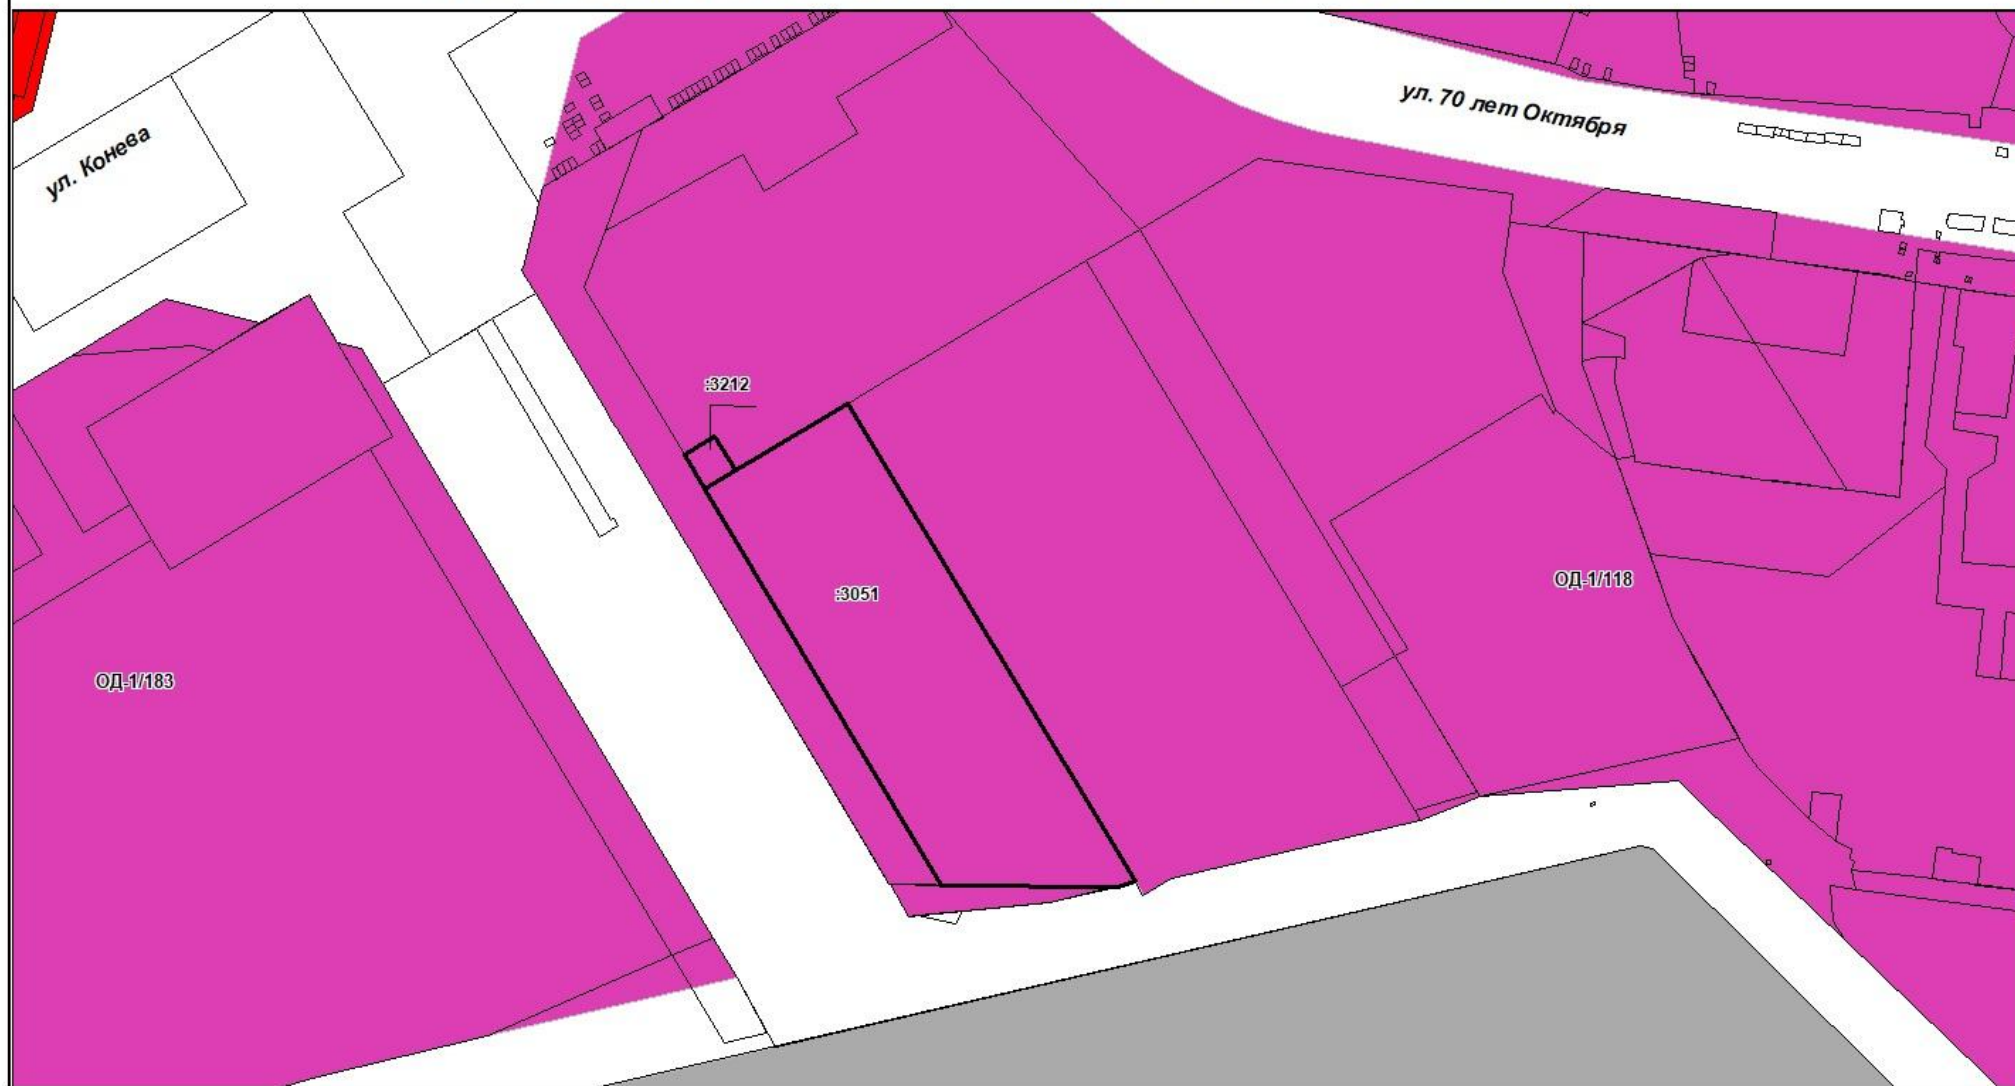 ул. 70 лет Октября
ул. Конева
:3212
:3051
ОД-1/118
ОД-1/183